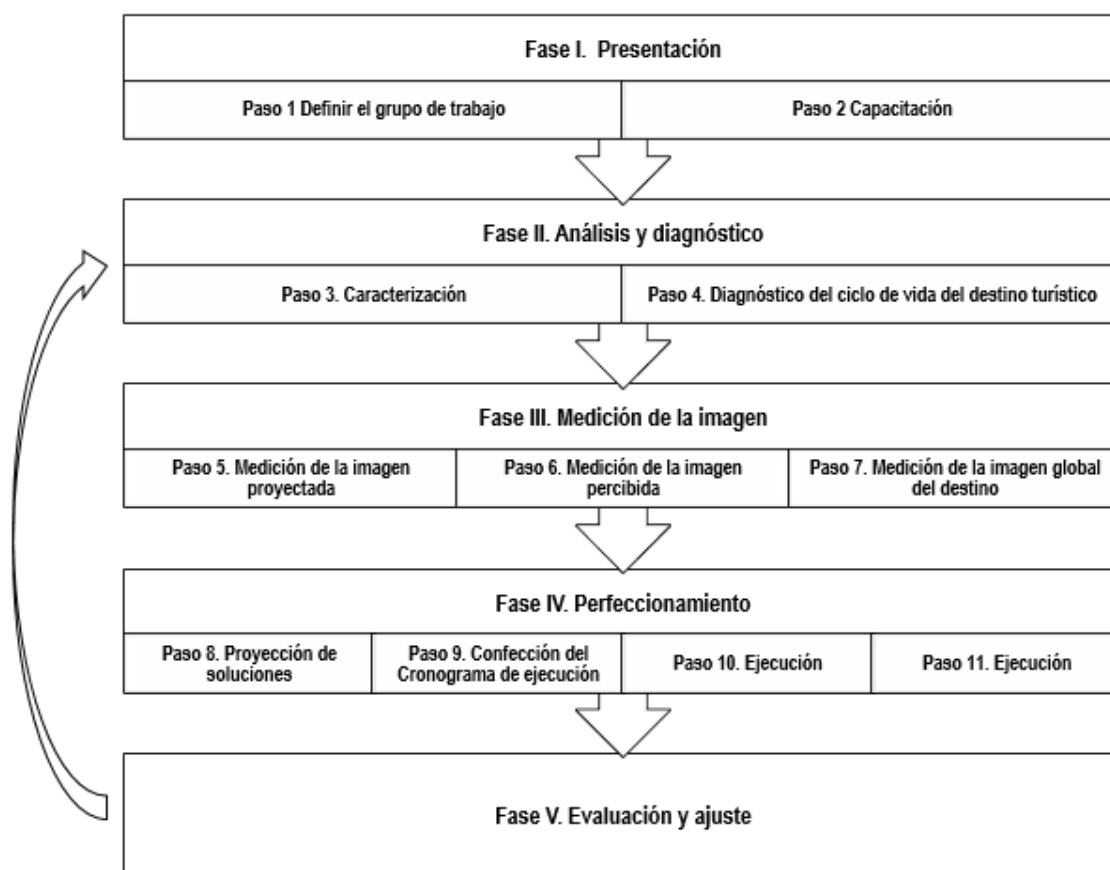 Fase I. Presentación
Paso 1 Definir el grupo de trabajo
Paso 2 Capacitación
Fase II. Análisis y diagnóstico
Paso 3. Caracterización
Paso 4. Diagnóstico del ciclo de vida del destino turístico
Fase III. Medición de la imagen
Paso 5. Medición de la imagen
proyectada
Paso 6. Medición de la imagen
percibida
Paso 7. Medición de la imagen global
del destino
Fase IV. Perfeccionamiento
Paso 8. Proyección de
soluciones
Paso 9. Confección del
Cronograma de ejecución
Paso 10. Ejecución
Paso 11. Ejecución
Fase V. Evaluación y ajuste